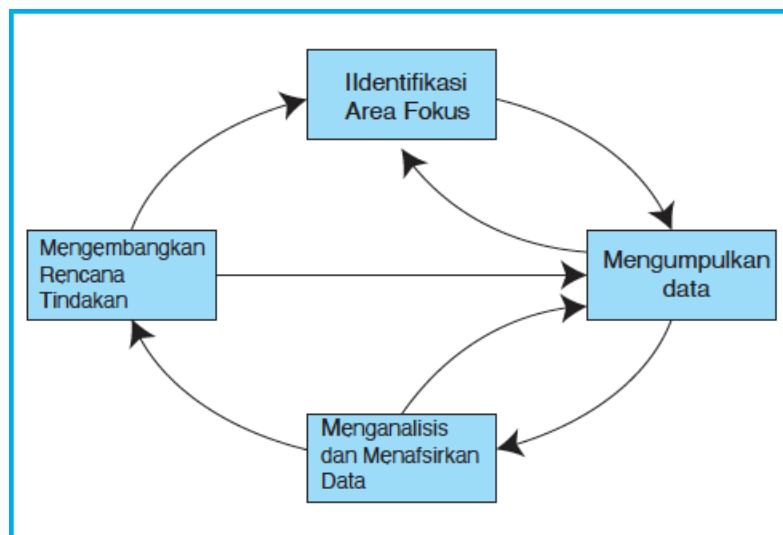 IIdentifikasi
Area Fokus
Mengembangkan
Rencana
Tindakan
Mengumpulkan
data
Menganalisis
dan Menafsirkan
Data